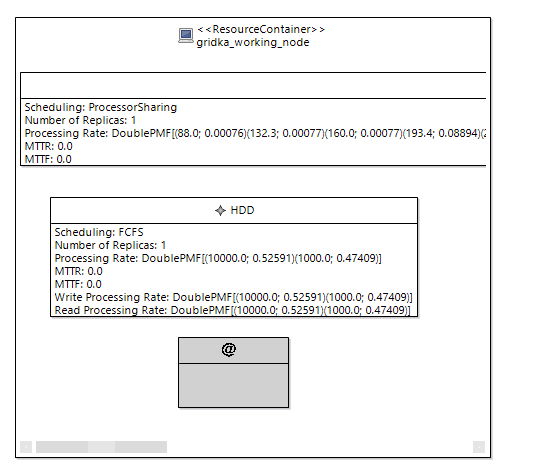 <<ResourceContainer>>
gridka_working_node
Scheduling: ProcessorSharing
Number of Replicas: 1
Processing Rate: DoublePMF[(88.0; 0.00076)(132.3; 0.00077)(160.0; 0.00077)(193.4; 0.08894)(2
MTTR: 0.0
MTTF: 0.0
HDD
Scheduling: FCFS
Number of Replicas: 1
Processing Rate: DoublePMF[(10000.0; 0.52591)(1000.0; 0.47409)]
MTTR: 0.0
MTTF: 0.0
Write Processing Rate: DoublePMF[(10000.0; 0.52591)(1000.0; 0.47409)]
Read Processing Rate: DoublePMF[(10000.0; 0.52591)(1000.0; 0.47409)]
@